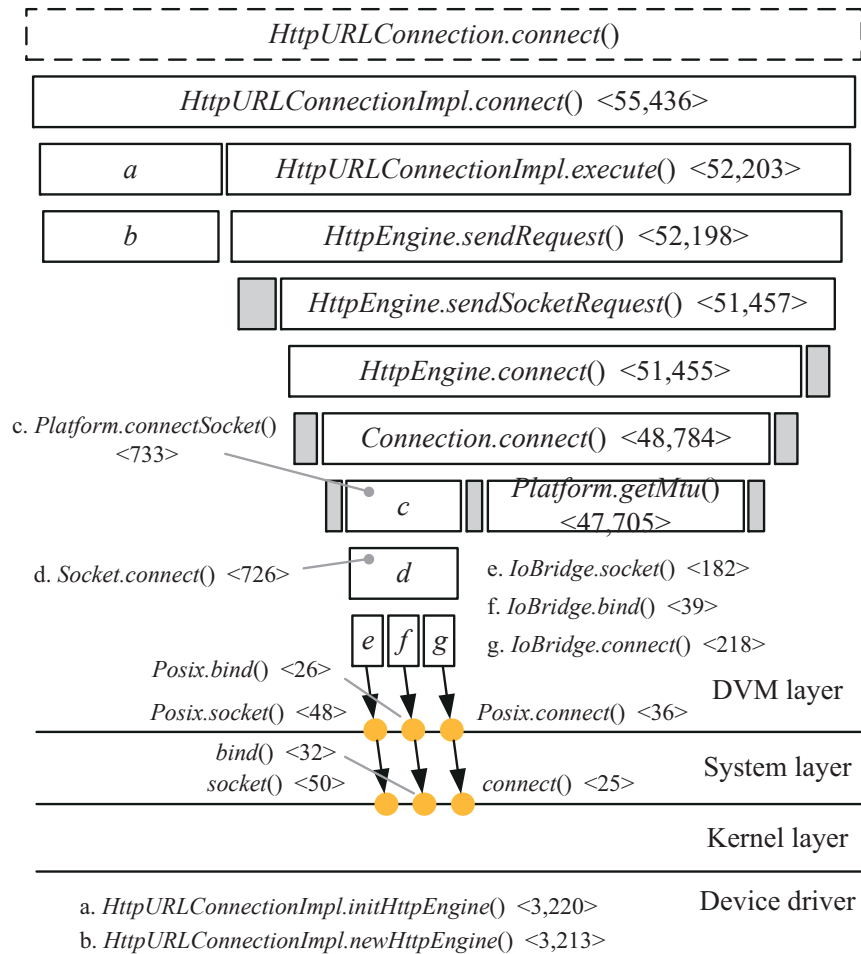 HttpURLConnection.connect()
HttpURLConnectionImpl.connect() <55,436>
a
HttpURLConnectionImpl.execute() <52,203>
b
HttpEngine.sendRequest() <52,198>
HttpEngine.sendSocketRequest() <51,457>
HttpEngine.connect() <51,455>
c. Platform.connectSocket()
<733>
Connection.connect() <48,784>
c
Platform.getMtu()
<47,705>
d. Socket.connect() <726>
d
e. IoBridge.socket() <182>
f. IoBridge.bind() <39>
g. IoBridge.connect() <218>
e
f
g
Posix.bind() <26>
DVM layer
Posix.socket() <48>
Posix.connect() <36>
bind() <32>
System layer
socket() <50>
connect() <25>
Kernel layer
Device driver
a. HttpURLConnectionImpl.initHttpEngine() <3,220>
b. HttpURLConnectionImpl.newHttpEngine() <3,213>